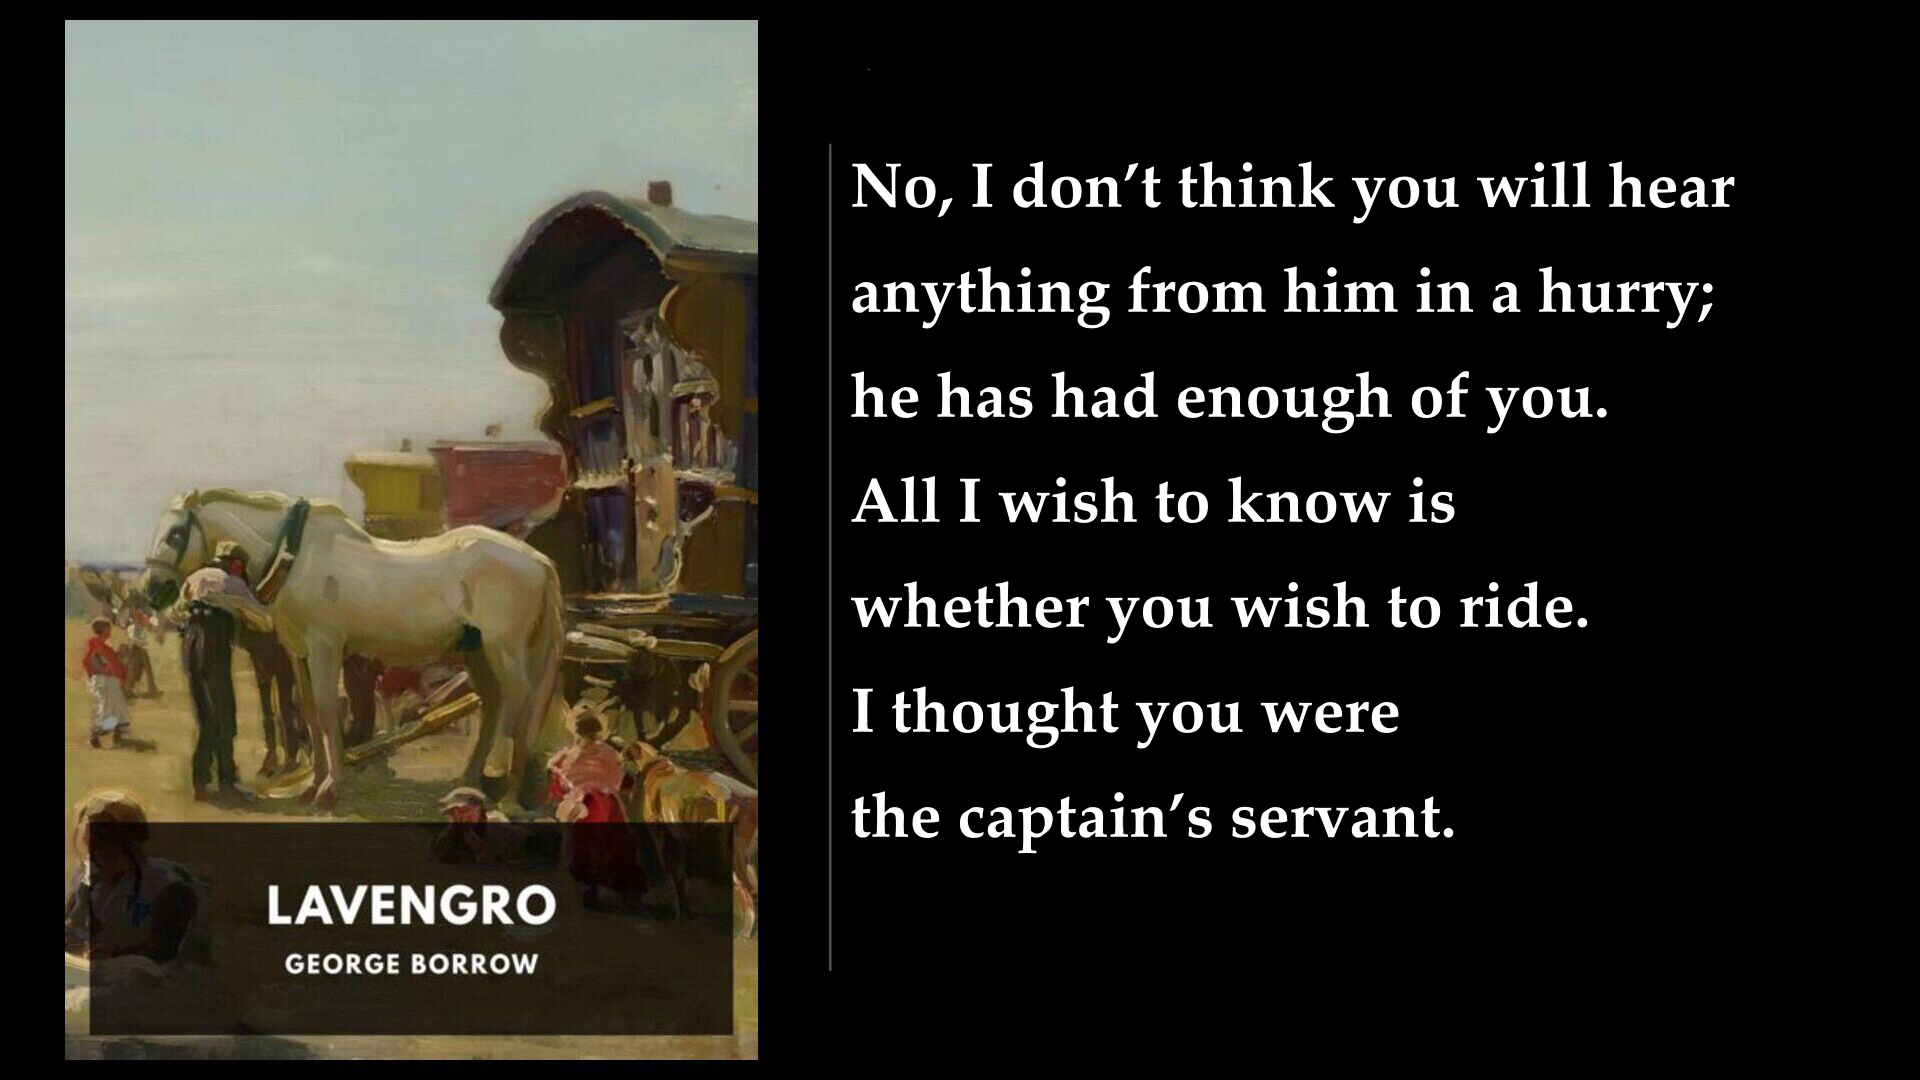 No, I don’t think you will hear
anything from him in a hurry;
he has had enough of you.
All I wish to know is
whether you wish to ride.
I thought you were
the captain’s servant.
LAVENGRO
GEORGE BORROW